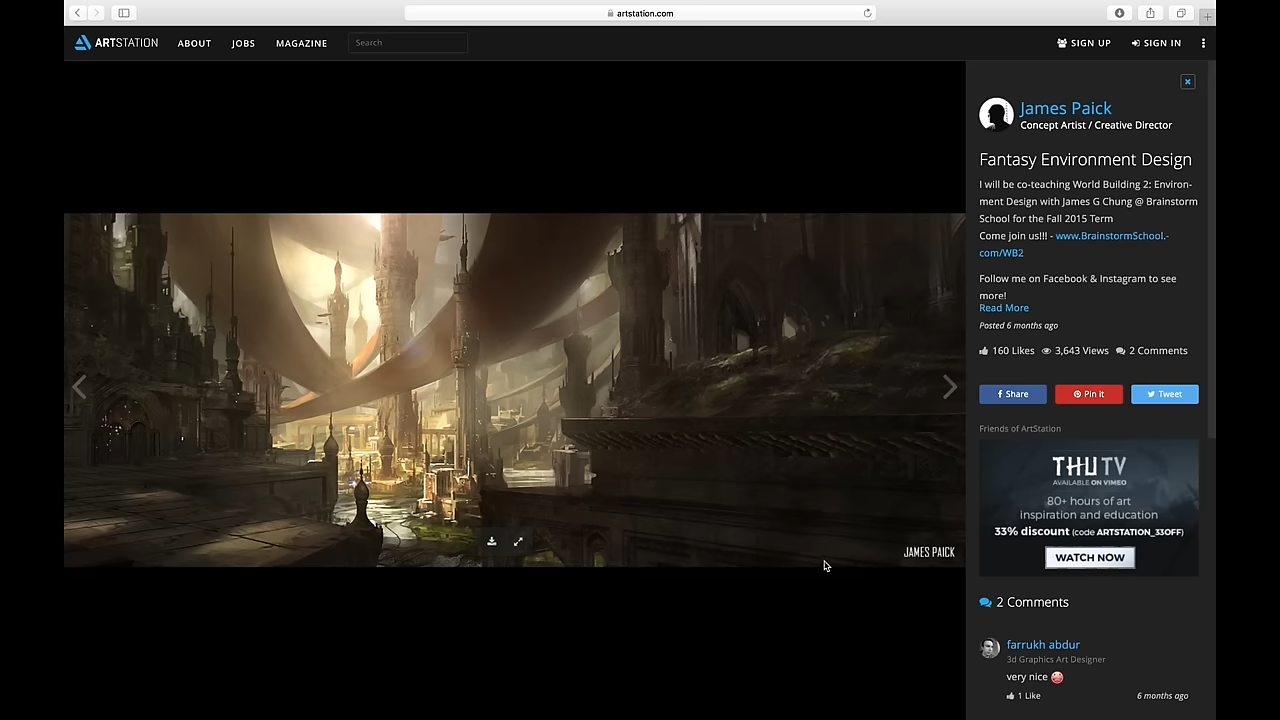 artstation.com
ARTSTATION ABOUT JOBS MAGAZINE Search SIGN UP SIGN IN
James Paick
Concept Artist / Creative Director
Fantasy Environment Design
I will be co-teaching World Building 2: Environ-
ment Design with James G Chung @ Brainstorm
School for the Fall 2015 Term
Come join us!!! - www.BrainstormSchool.-
com/WB2
Follow me on Facebook & Instagram to see
more!
Read More
Posted 6 months ago
160 Likes 3,643 Views 2 Comments
Share Pin it Tweet
Friends of ArtStation
THU TV
AVAILABLE ON VIMEO
80+ hours of art
inspiration and education
33% discount (code ARTSTATION_33OFF)
WATCH NOW
JAMES PAICK
2 Comments
farrukh abdur
3d Graphics Art Designer
very nice
1 Like 6 months ago